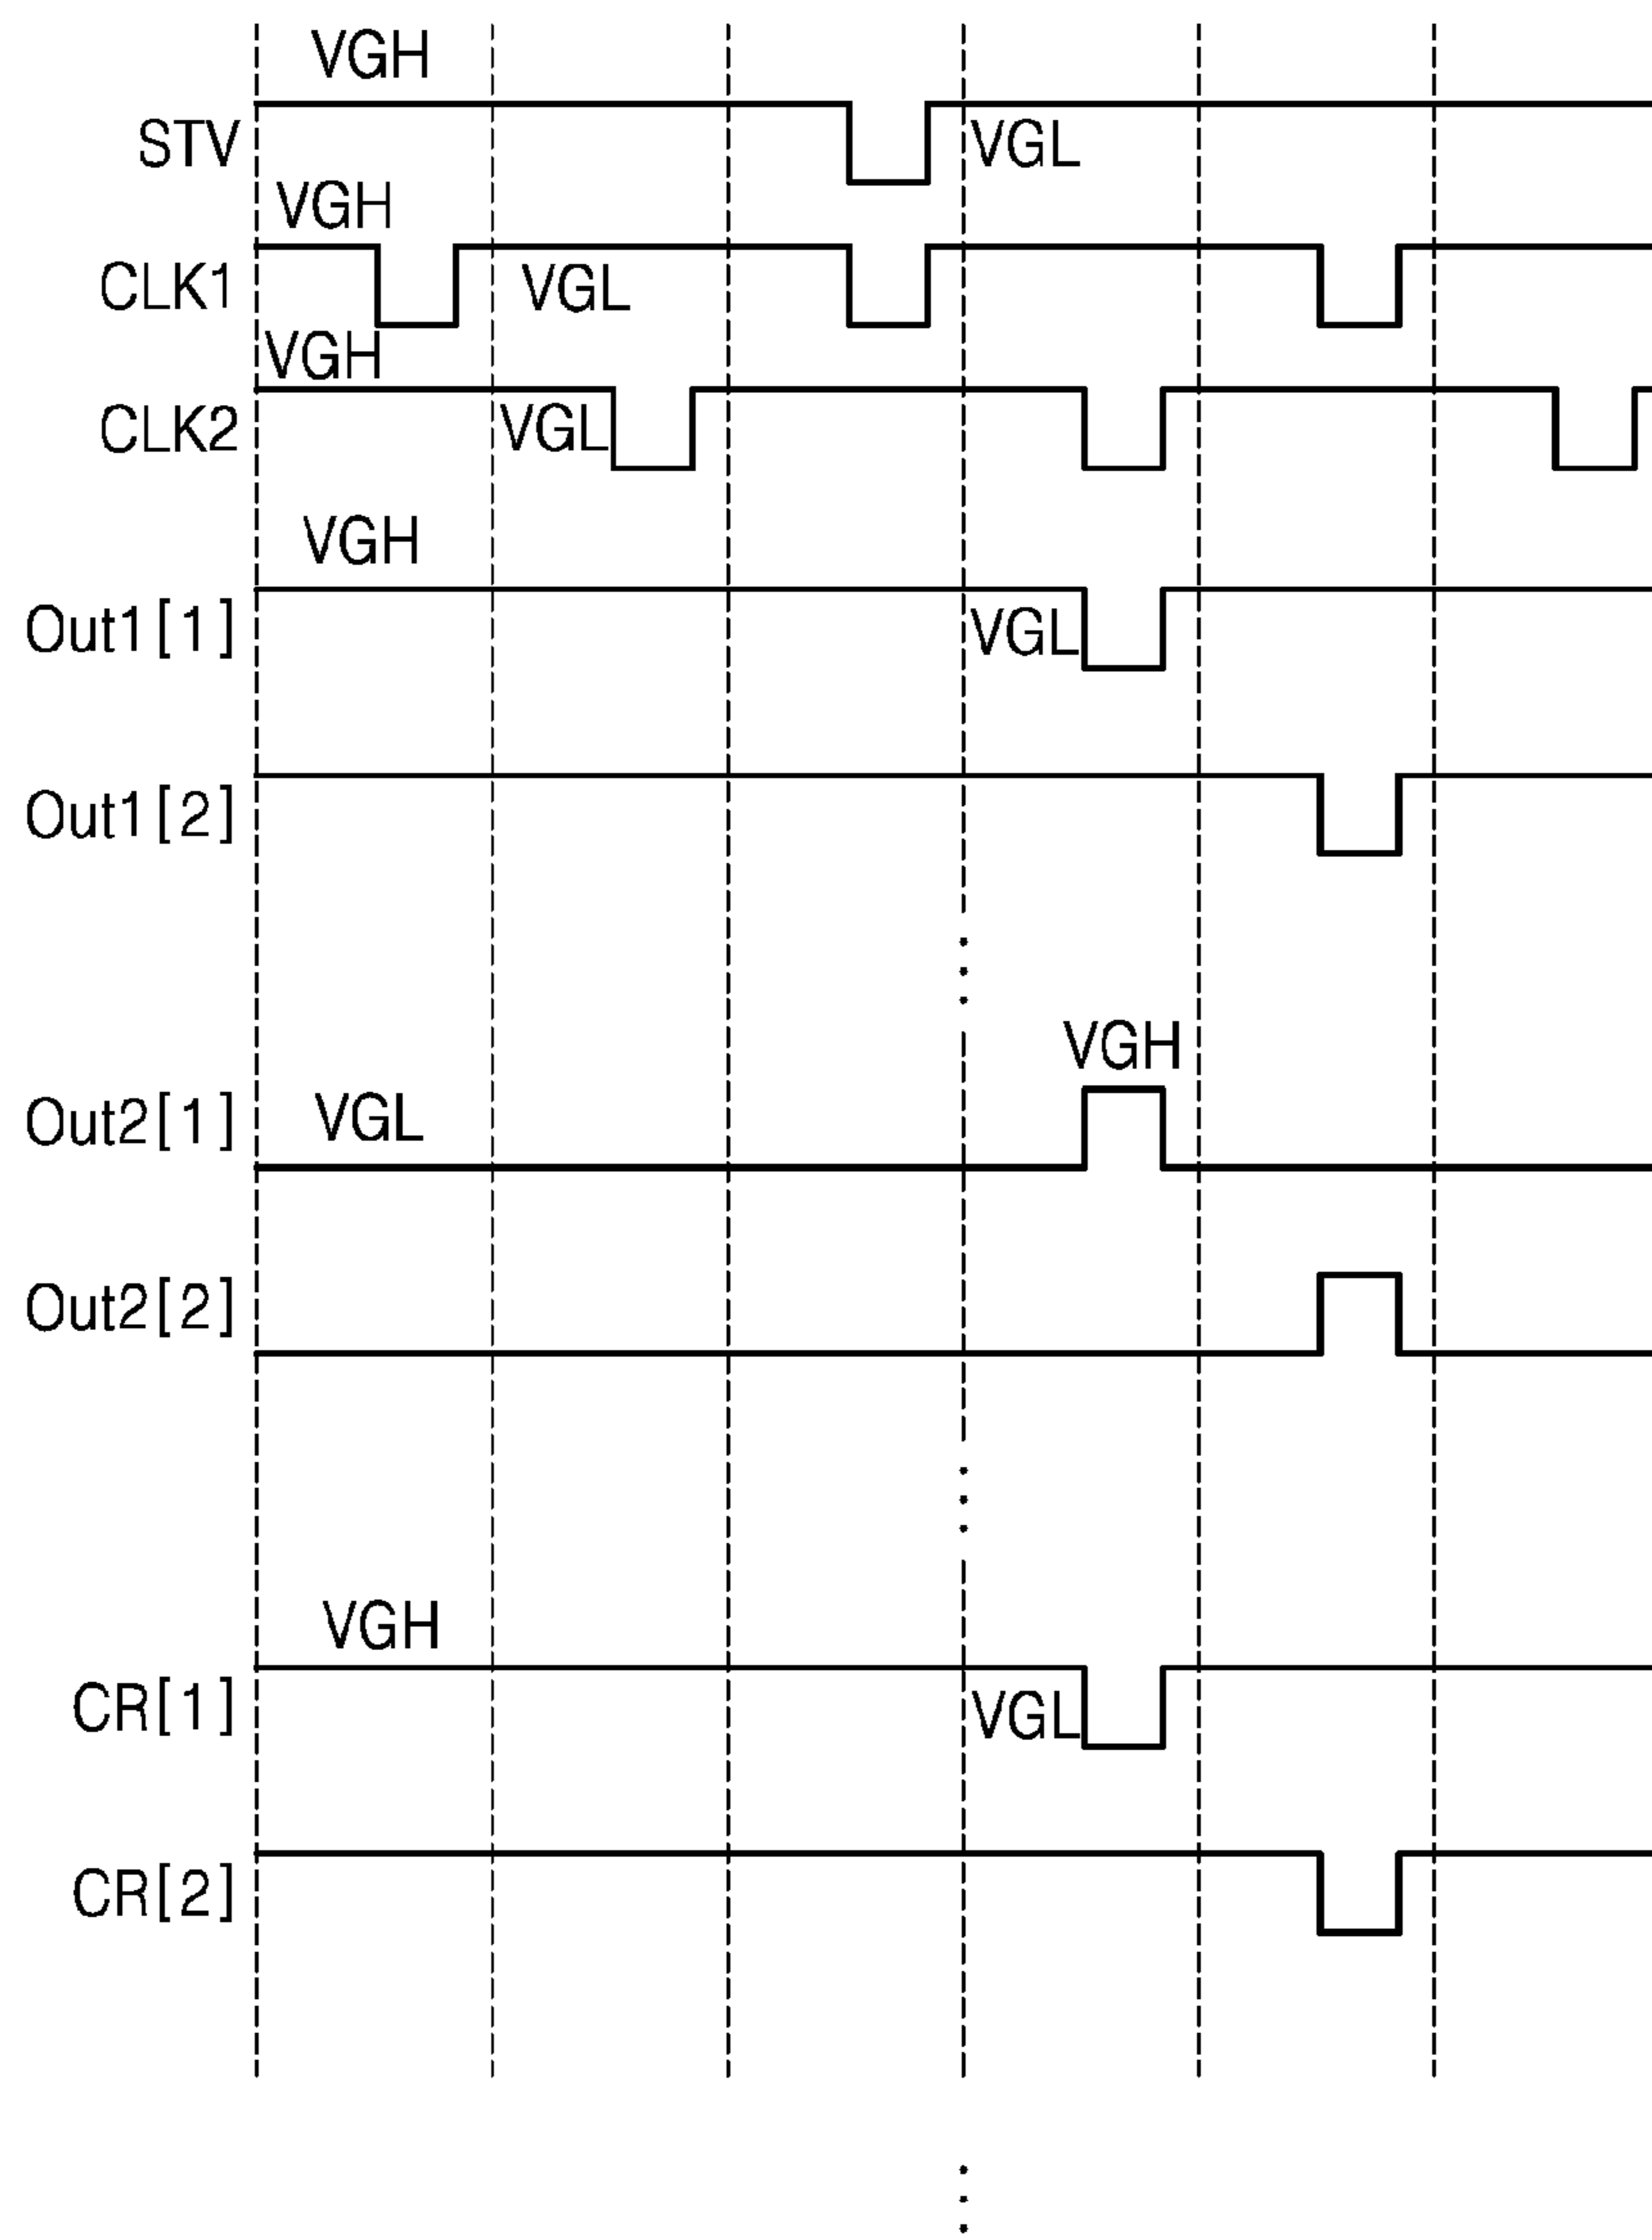 VGH
STV
VGL
VGH
CLK1
VGL
VGH
CLK2
VGL
VGH
Out1[1]
VGL
Out1[2]
VGH
Out2[1]
VGL
Out2[2]
VGH
CR[1]
VGL
CR[2]